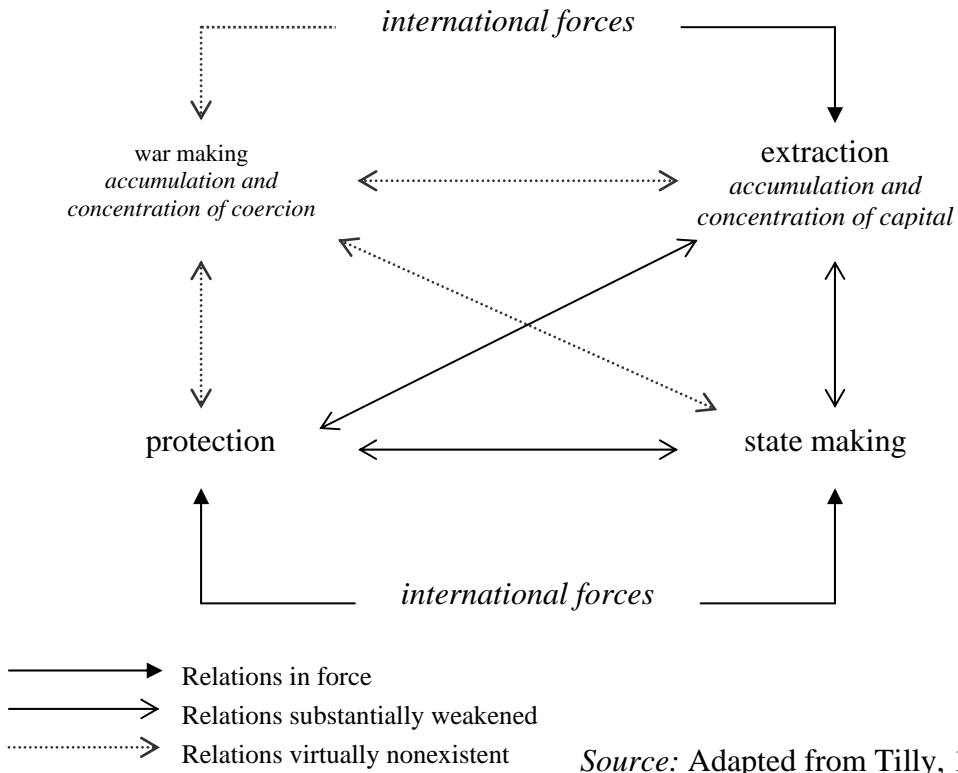 international forces
war making
accumulation and
concentration of coercion
extraction
accumulation and
concentration of capital
protection
state making
international forces
Relations in force
Relations substantially weakened
Relations virtually nonexistent
Source: Adapted from Tilly,